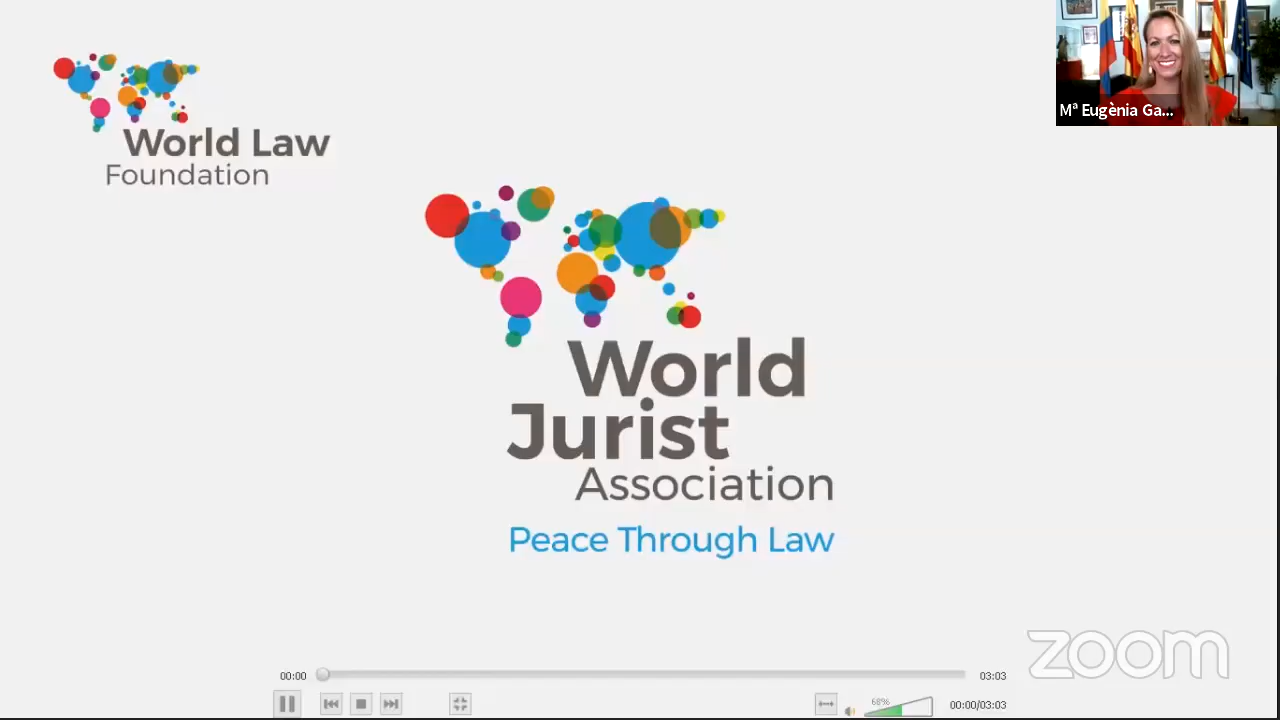 World Law
Foundation
Mª Eugènia Ga...
World
Jurist
Association
Peace Through Law
zoom
00:00
03:03
68%
00:00/03:03